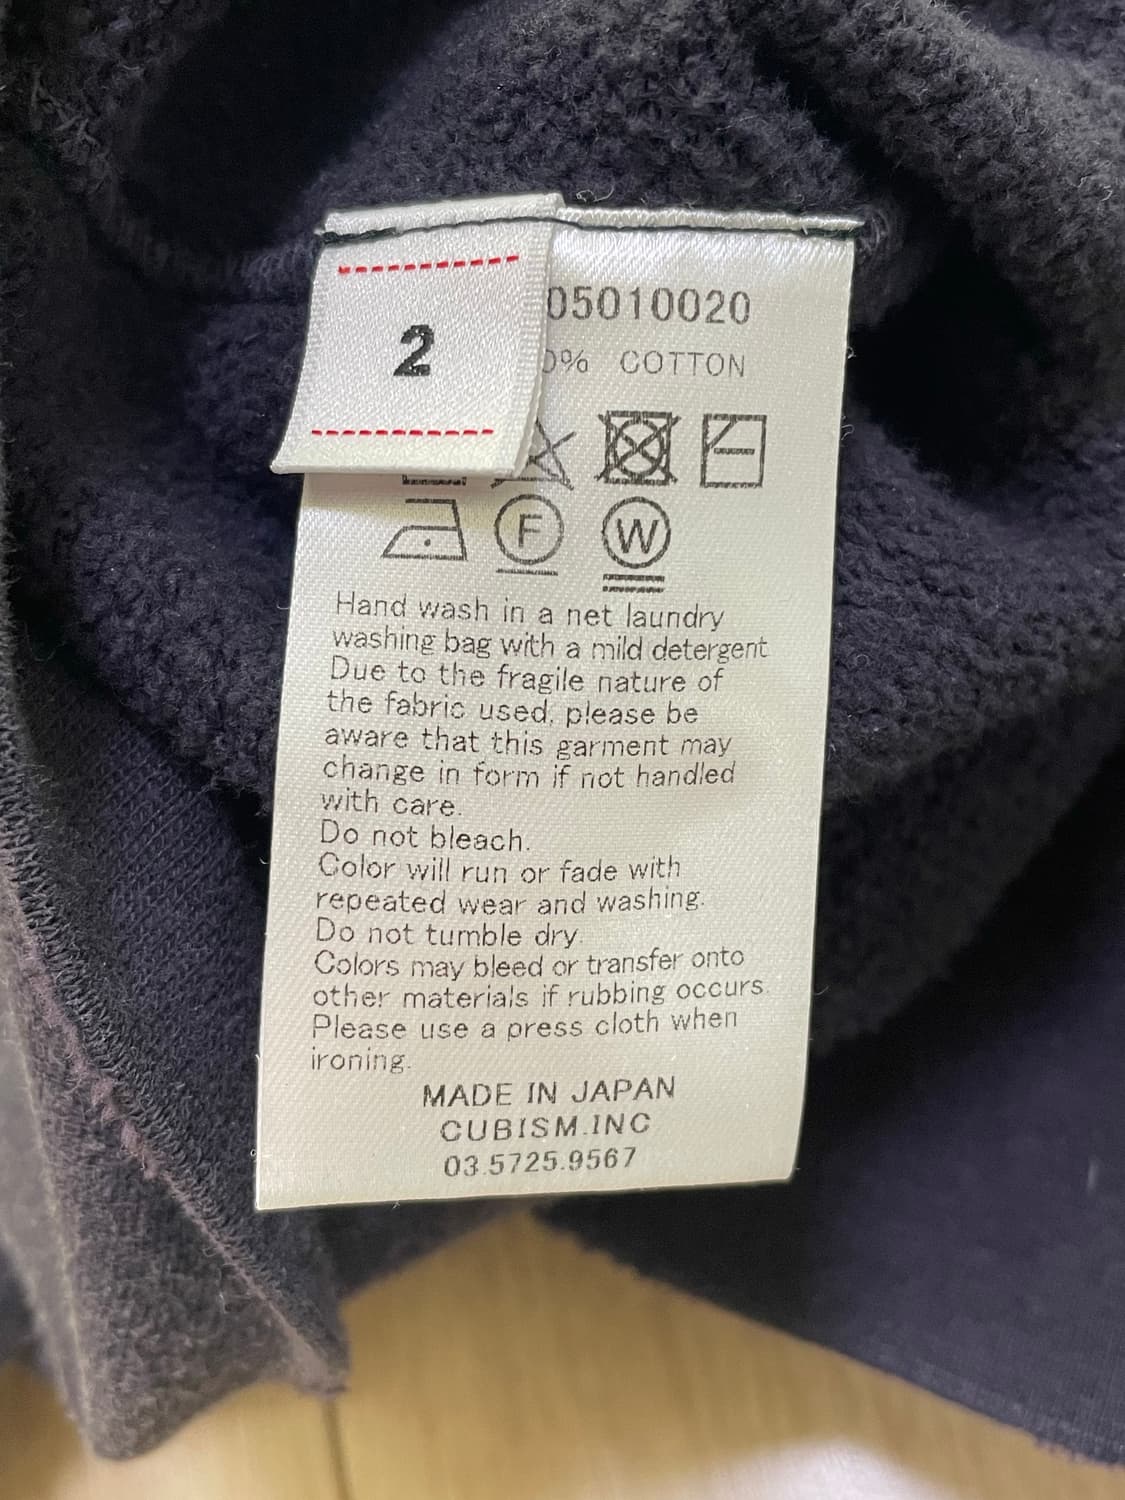 2
05010020
0% COTTON
F
W
Hand wash in a net laundry
washing bag with a mild detergent
Due to the fragile nature of
the fabric used, please be
aware that this garment may
change in form if not handled
with care.
Do not bleach.
Color will run or fade with
repeated wear and washing.
Do not tumble dry.
Colors may bleed or transfer onto
other materials if rubbing occurs.
Please use a press cloth when
ironing.
MADE IN JAPAN
CUBISM.INC
03.5725.9567